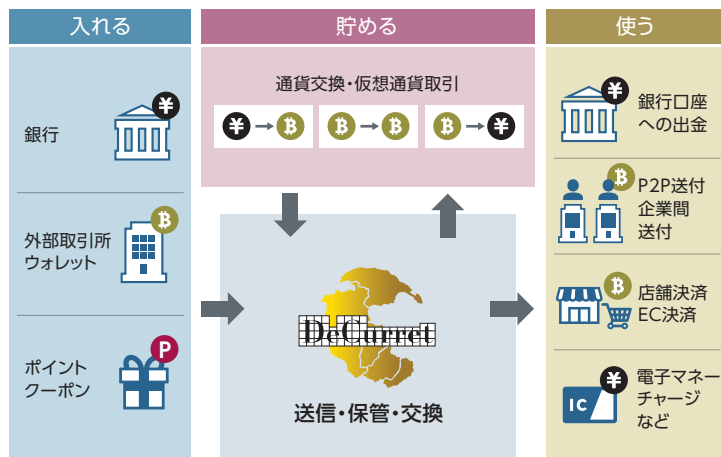 入れる
銀行
¥
外部取引所
ウォレット
₿
ポイント
クーポン
P
貯める
通貨交換・仮想通貨取引
¥→₿ ₿→₿ ₿→¥
DeCurret
送信・保管・交換
使う
¥
銀行口座
への出金
₿
P2P送付
企業間
送付
₿
店舗決済
EC決済
IC
¥
電子マネー
チャージ
など